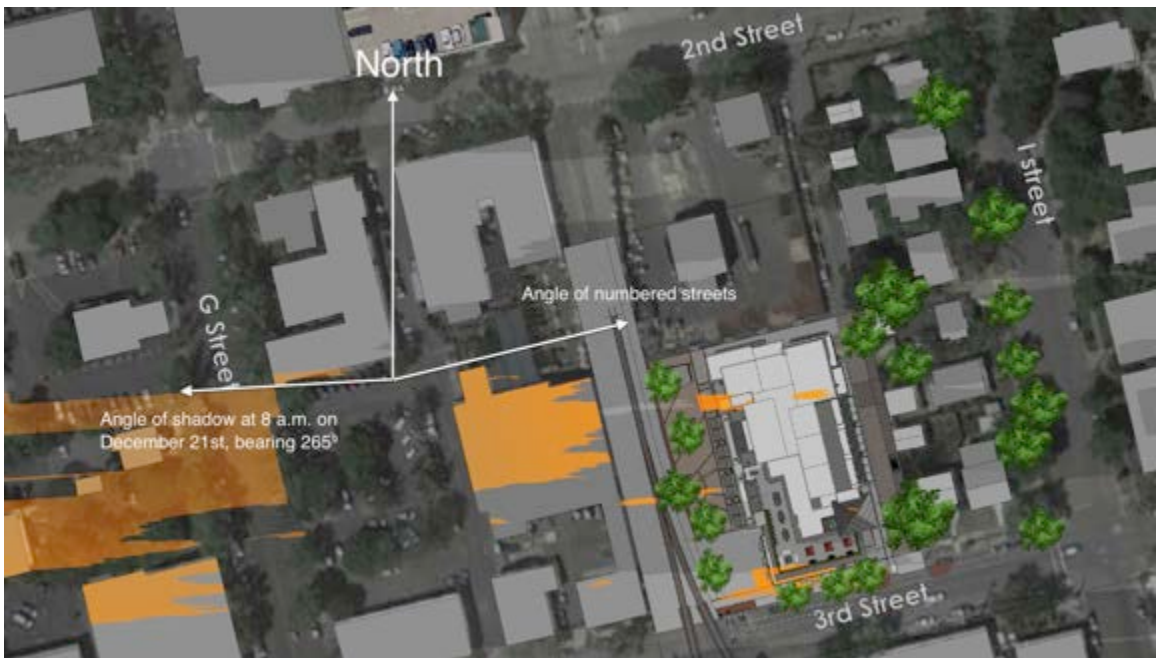 2nd Street
North
I street
Angle of numbered streets
G Street
Angle of shadow at 8 a.m. on
December 21st, bearing 265°
3rd Street